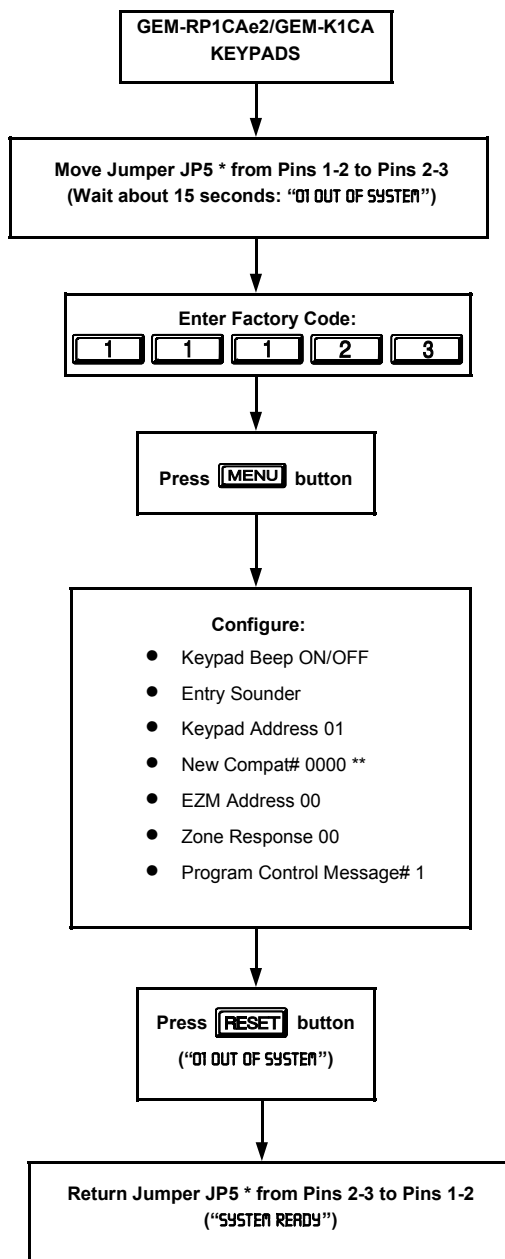 GEM-RP1CAe2/GEM-K1CA
KEYPADS
Move Jumper JP5 * from Pins 1-2 to Pins 2-3
(Wait about 15 seconds: “01 OUT OF SYSTEM”)
Enter Factory Code:
1 1 1 2 3
Press MENU button
Configure:
● Keypad Beep ON/OFF
● Entry Sounder
● Keypad Address 01
● New Compat# 0000 **
● EZM Address 00
● Zone Response 00
● Program Control Message# 1
Press RESET button
(“01 OUT OF SYSTEM”)
Return Jumper JP5 * from Pins 2-3 to Pins 1-2
(“SYSTEM READY”)